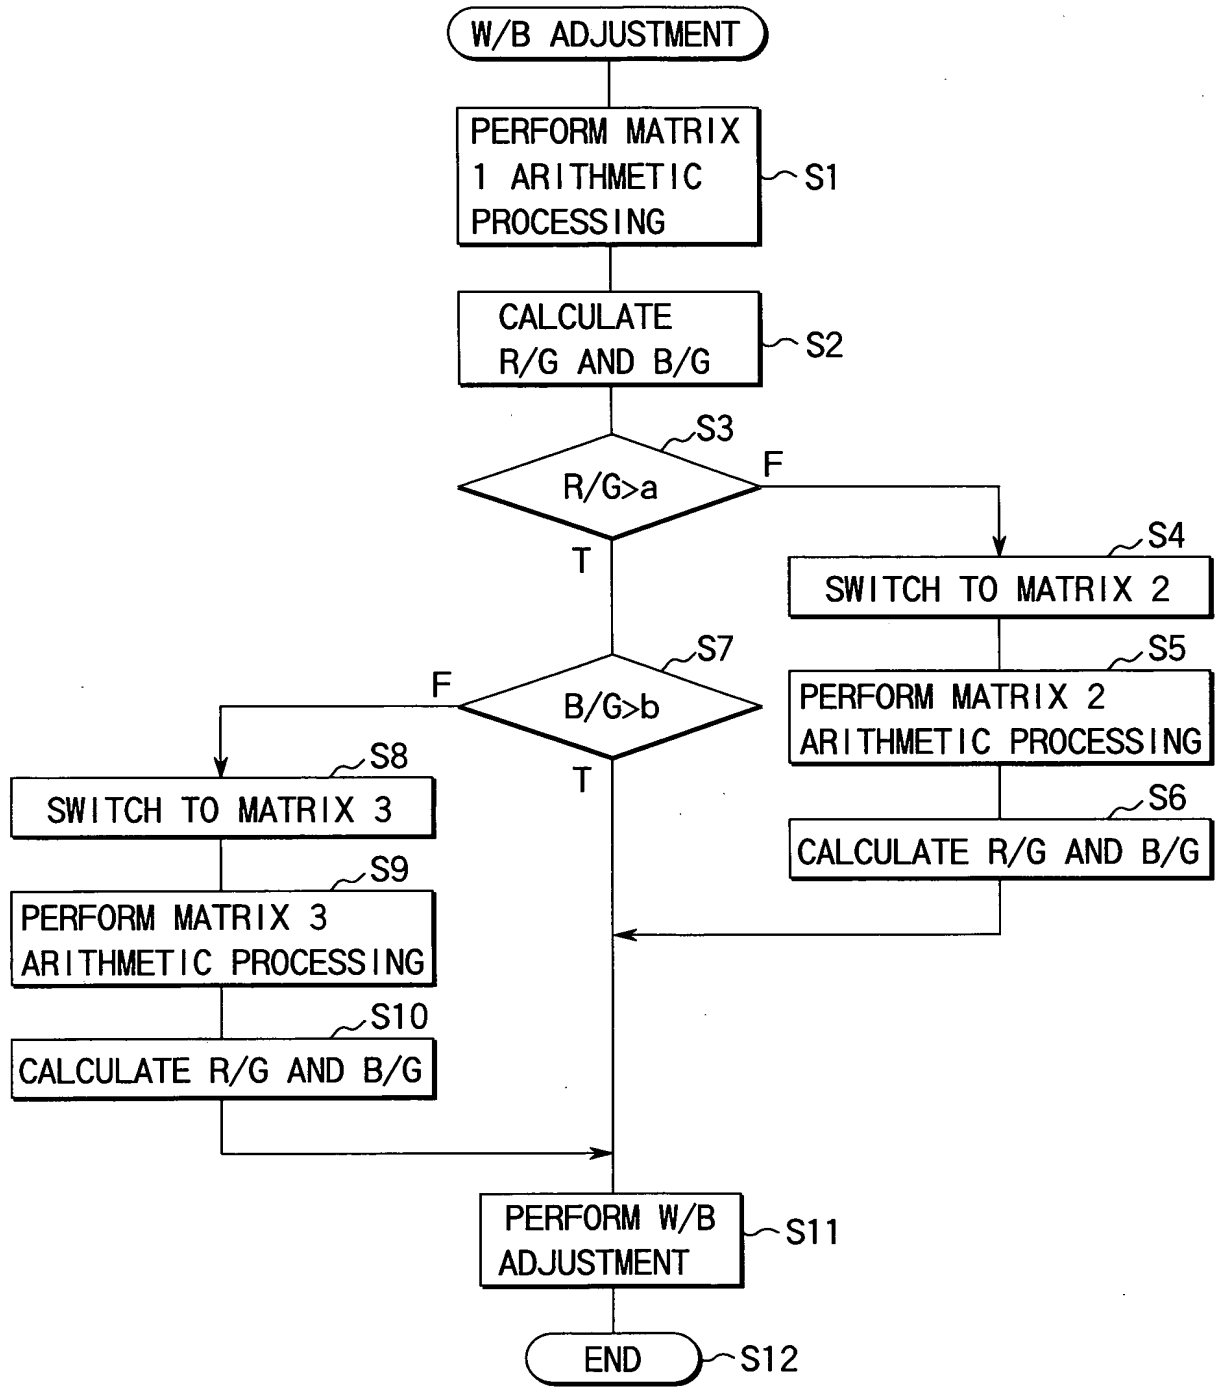 W/B ADJUSTMENT
PERFORM MATRIX
1 ARITHMETIC
PROCESSING
S1
CALCULATE
R/G AND B/G
S2
S3
R/G>a
F
T
S4
SWITCH TO MATRIX 2
S5
PERFORM MATRIX 2
ARITHMETIC PROCESSING
S6
CALCULATE R/G AND B/G
S7
B/G>b
F
T
S8
SWITCH TO MATRIX 3
S9
PERFORM MATRIX 3
ARITHMETIC PROCESSING
S10
CALCULATE R/G AND B/G
PERFORM W/B
ADJUSTMENT
S11
END
S12